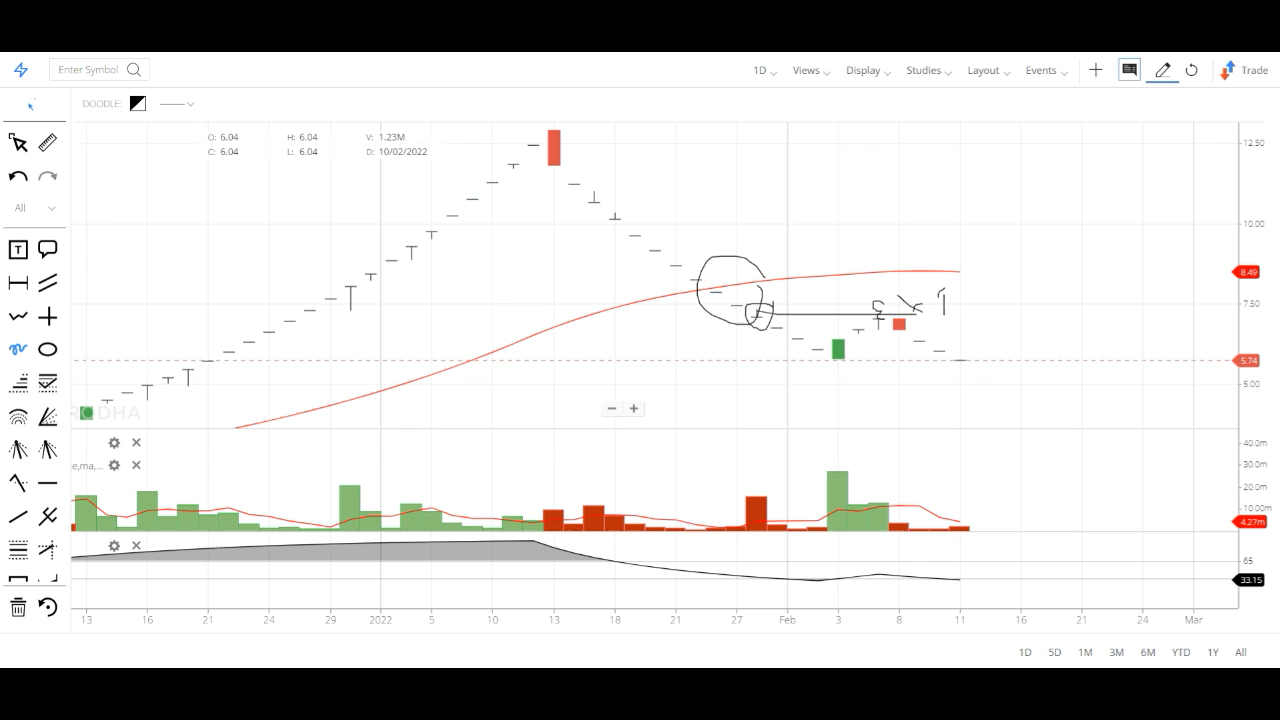 Enter Symbol 1D Views Display Studies Layout Events Trade
DOODLE:
O: 6.04 H: 6.04 V: 1.23M
C: 6.04 L: 6.04 D: 10/02/2022
12.50
10.00
8.49
7.50
5.74
5.00
All
T
DHA
40.0m
e,ma,...
30.0m
20.0m
10.00m
4.27m
65
33.15
13 16 21 24 29 2022 5 10 13 18 21 27 Feb 3 8 11 16 21 24 Mar
1D 5D 1M 3M 6M YTD 1Y All